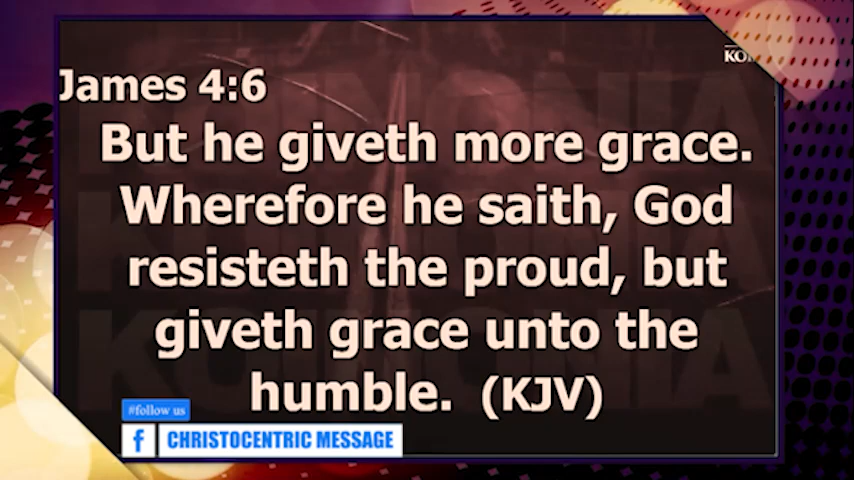 KOI
James 4:6
But he giveth more grace.
Wherefore he saith, God
resisteth the proud, but
giveth grace unto the
humble. (KJV)
#follow us
f CHRISTOCENTRIC MESSAGE